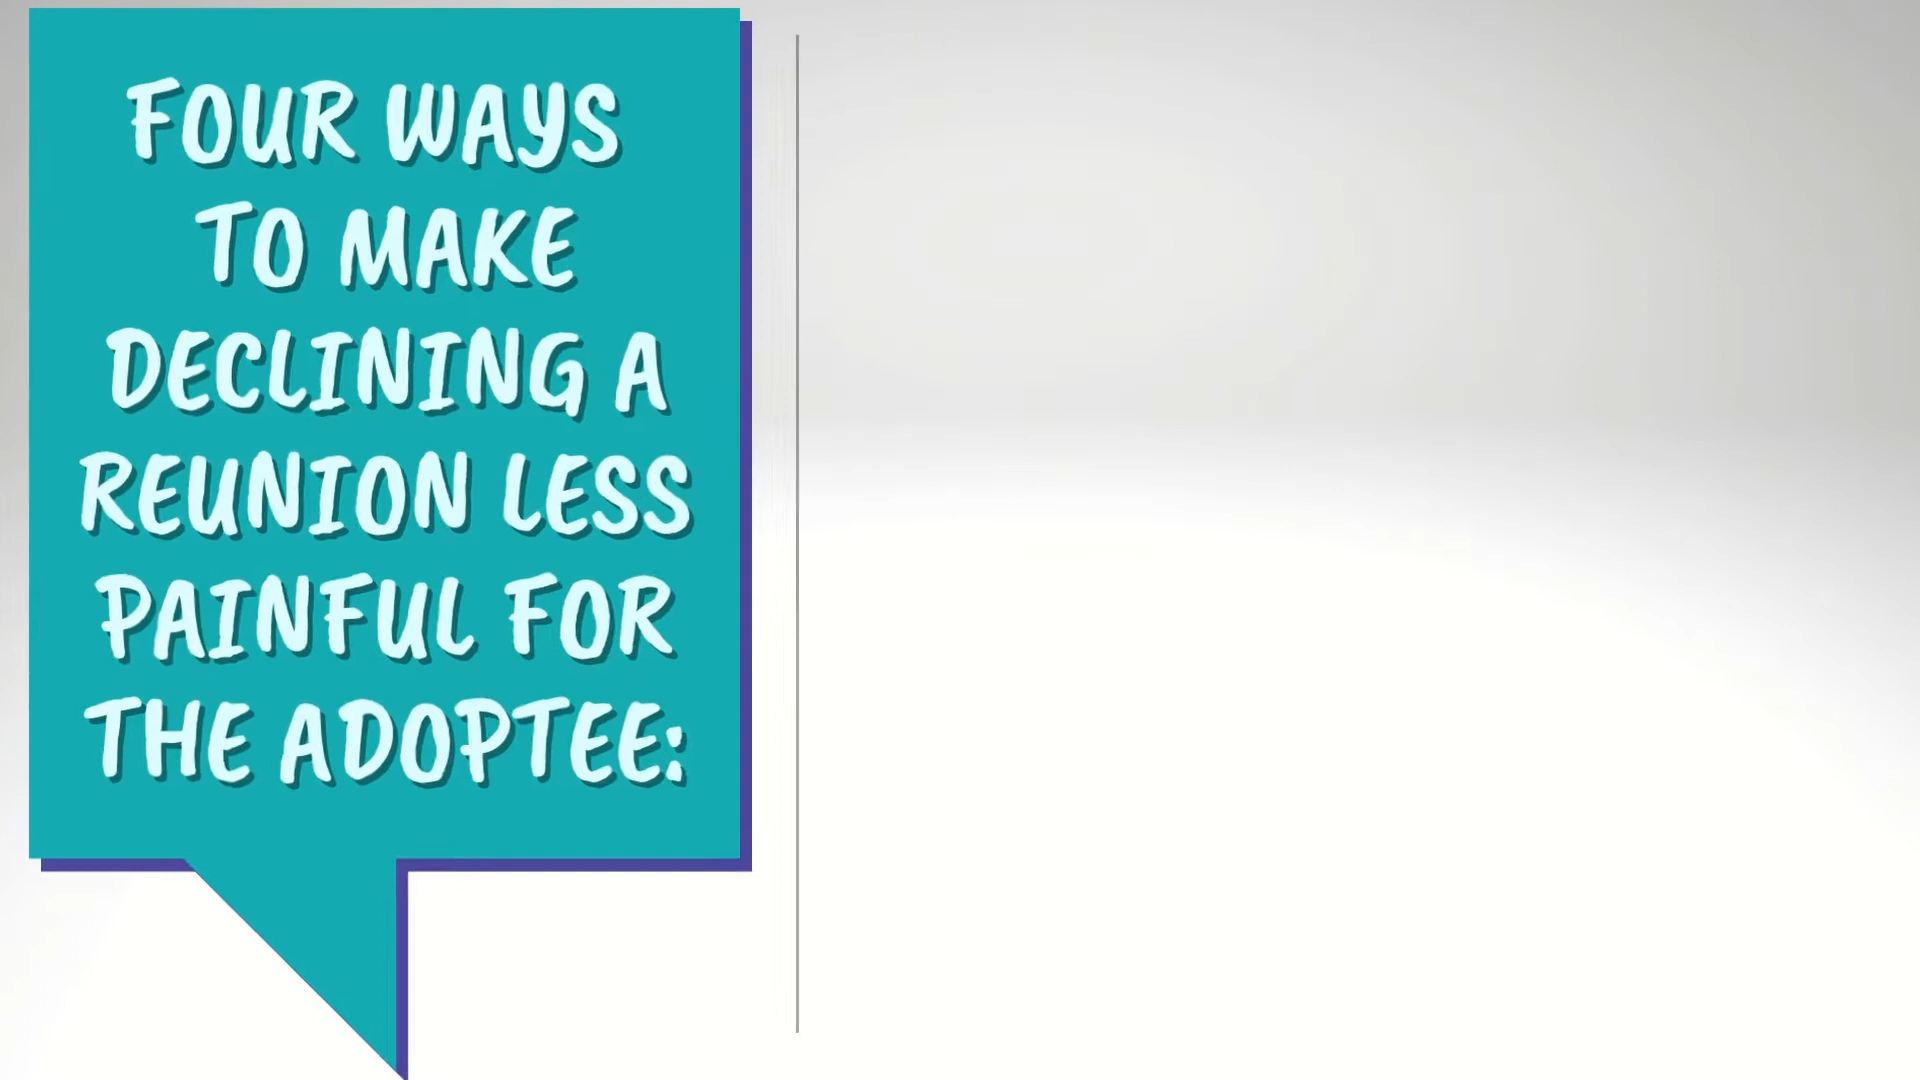 FOUR WAYS
TO MAKE
DECLINING A
REUNION LESS
PAINFUL FOR
THE ADOPTEE: